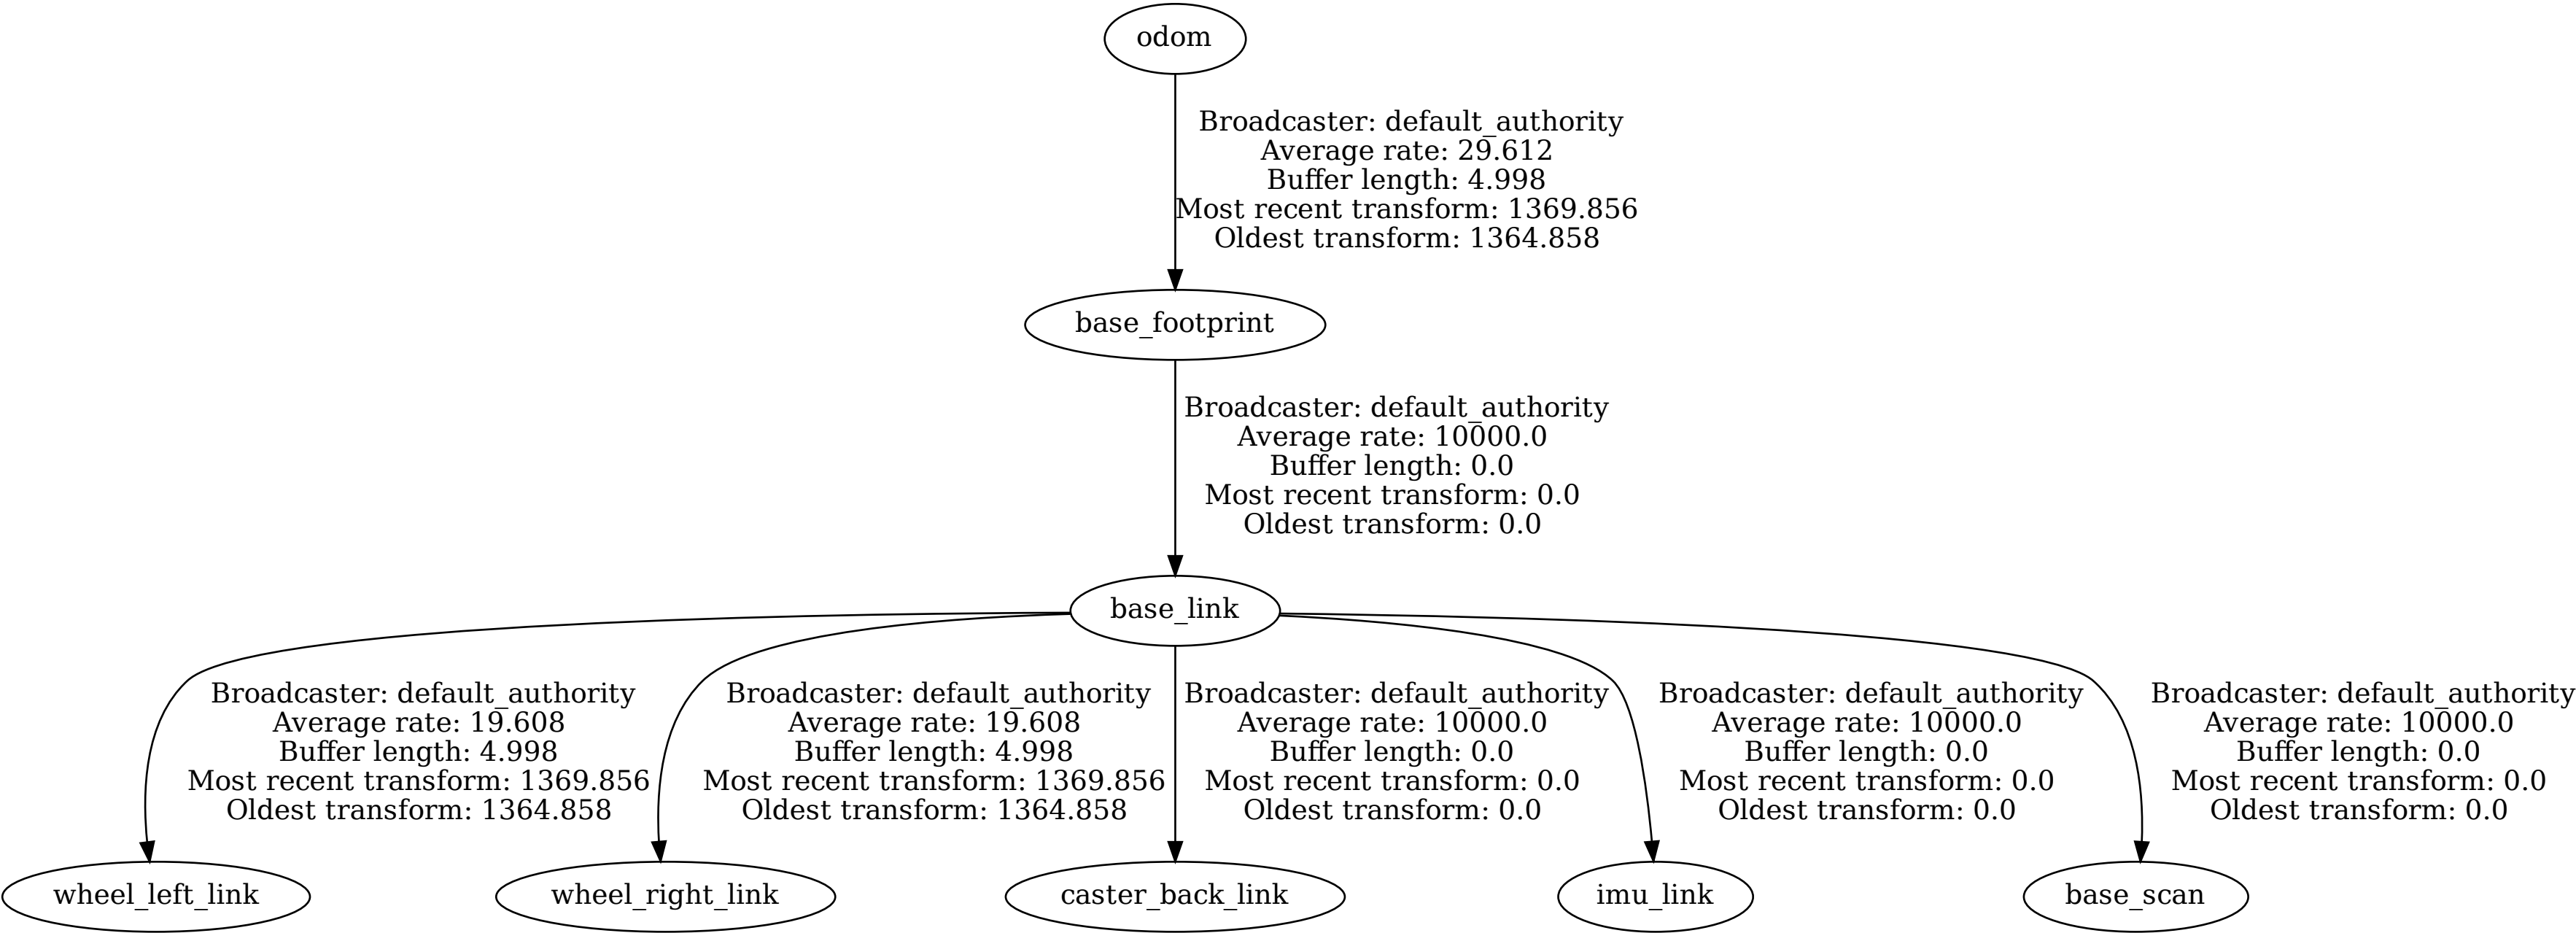 odom
Broadcaster: default_authority
Average rate: 29.612
Buffer length: 4.998
Most recent transform: 1369.856
Oldest transform: 1364.858
base_footprint
Broadcaster: default_authority
Average rate: 10000.0
Buffer length: 0.0
Most recent transform: 0.0
Oldest transform: 0.0
base_link
Broadcaster: default_authority
Average rate: 19.608
Buffer length: 4.998
Most recent transform: 1369.856
Oldest transform: 1364.858
Broadcaster: default_authority
Average rate: 19.608
Buffer length: 4.998
Most recent transform: 1369.856
Oldest transform: 1364.858
Broadcaster: default_authority
Average rate: 10000.0
Buffer length: 0.0
Most recent transform: 0.0
Oldest transform: 0.0
Broadcaster: default_authority
Average rate: 10000.0
Buffer length: 0.0
Most recent transform: 0.0
Oldest transform: 0.0
Broadcaster: default_authority
Average rate: 10000.0
Buffer length: 0.0
Most recent transform: 0.0
Oldest transform: 0.0
wheel_left_link
wheel_right_link
caster_back_link
imu_link
base_scan